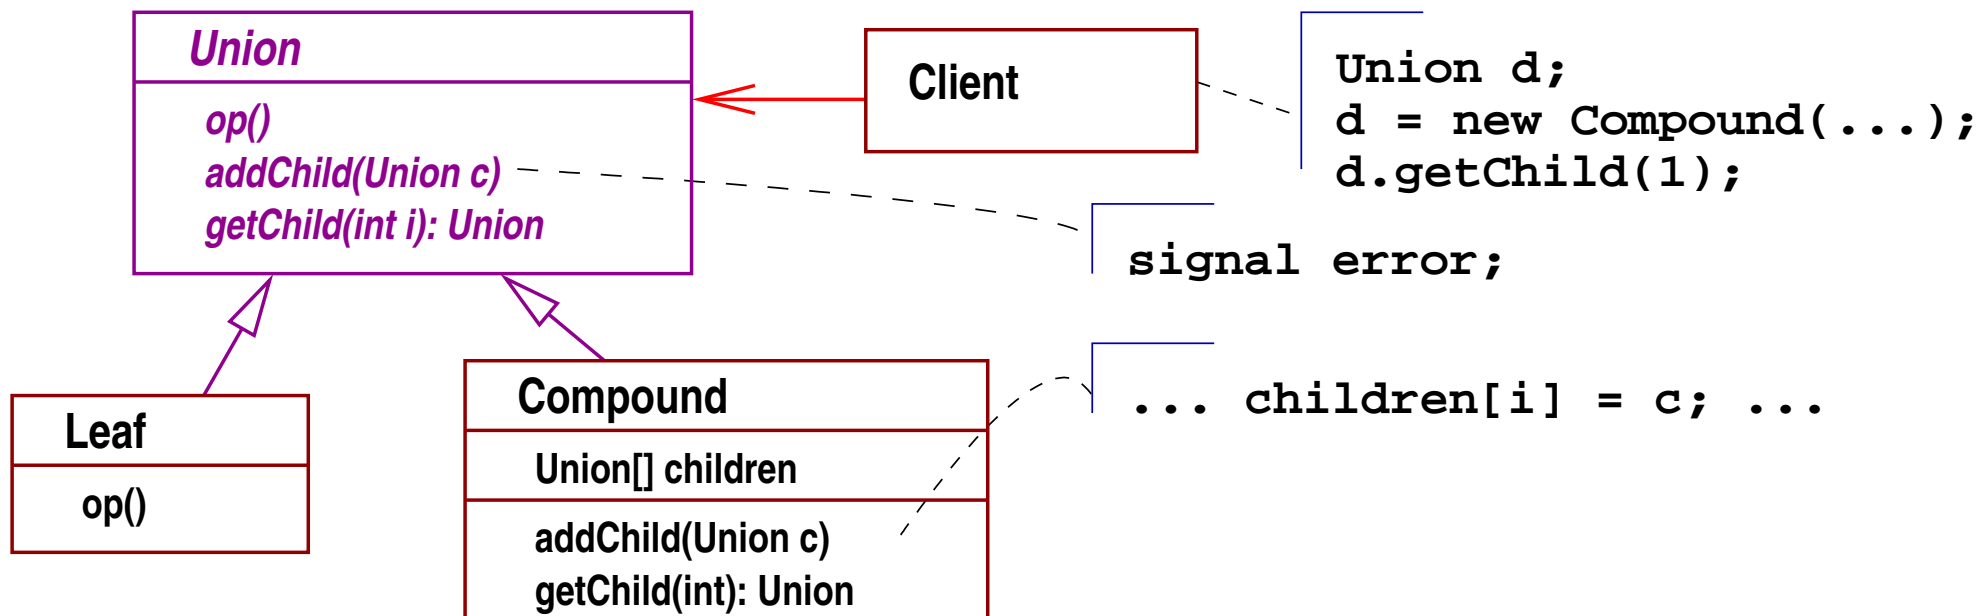 Union
op()
addChild(Union c)
getChild(int i): Union
Client
Union d;
d = new Compound(...);
d.getChild(1);
signal error;
Leaf
op()
Compound
Union[] children
addChild(Union c)
getChild(int): Union
... children[i] = c; ...